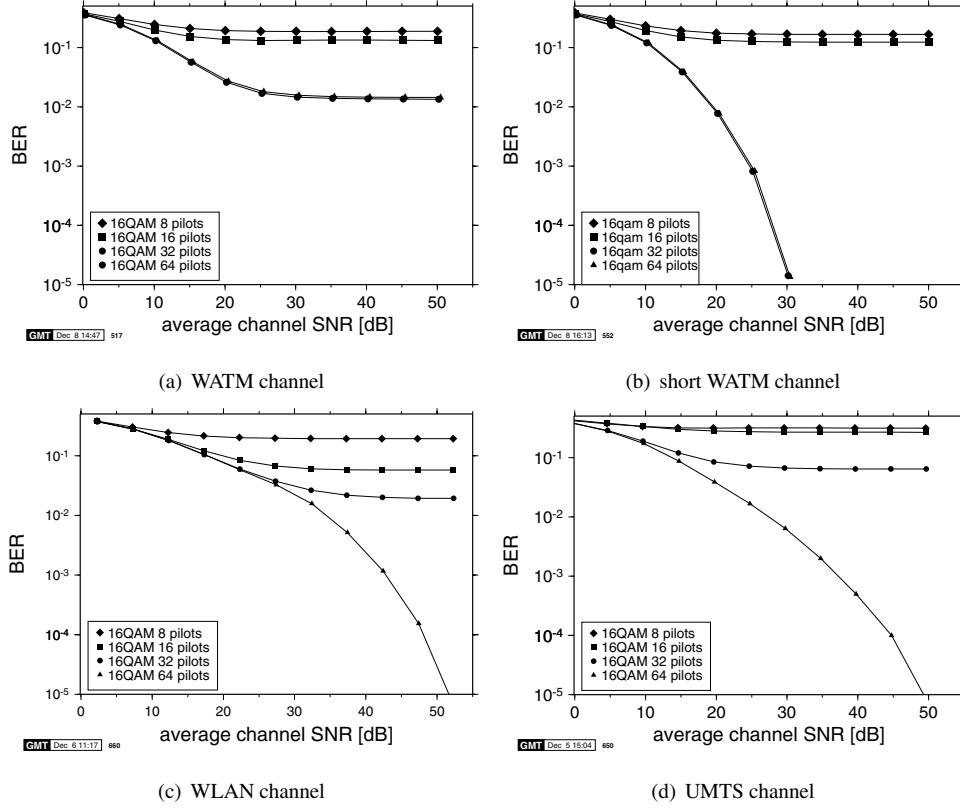 10-1
10-2
10-3
10-4
10-5
BER
16QAM 8 pilots
16QAM 16 pilots
16QAM 32 pilots
16QAM 64 pilots
0 10 20 30 40 50
average channel SNR [dB]
GMT Dec 8 14:47 517
(a) WATM channel
10-1
10-2
10-3
10-4
10-5
BER
16qam 8 pilots
16qam 16 pilots
16qam 32 pilots
16qam 64 pilots
0 10 20 30 40 50
average channel SNR [dB]
GMT Dec 8 16:13 552
(b) short WATM channel
10-1
10-2
10-3
10-4
10-5
BER
16QAM 8 pilots
16QAM 16 pilots
16QAM 32 pilots
16QAM 64 pilots
0 10 20 30 40 50
average channel SNR [dB]
GMT Dec 6 11:17 660
(c) WLAN channel
10-1
10-2
10-3
10-4
10-5
BER
16QAM 8 pilots
16QAM 16 pilots
16QAM 32 pilots
16QAM 64 pilots
0 10 20 30 40 50
average channel SNR [dB]
GMT Dec 5 15:04 650
(d) UMTS channel